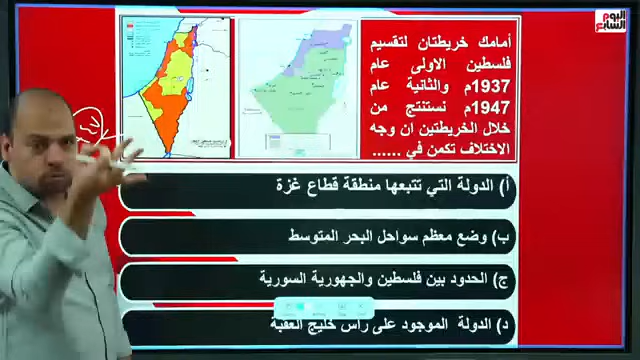 اليوم السابع
أمامك خريطتان لتقسيم
فلسطين الاولى عام
1937م والثانية عام
1947م نستنتج من
خلال الخريطتين ان وجه
الاختلاف تكمن في ......
أ) الدولة التي تتبعها منطقة قطاع غزة
ب) وضع معظم سواحل البحر المتوسط
ج) الحدود بين فلسطين والجهورية السورية
د) الدولة الموجود على رأس خليج العقبة